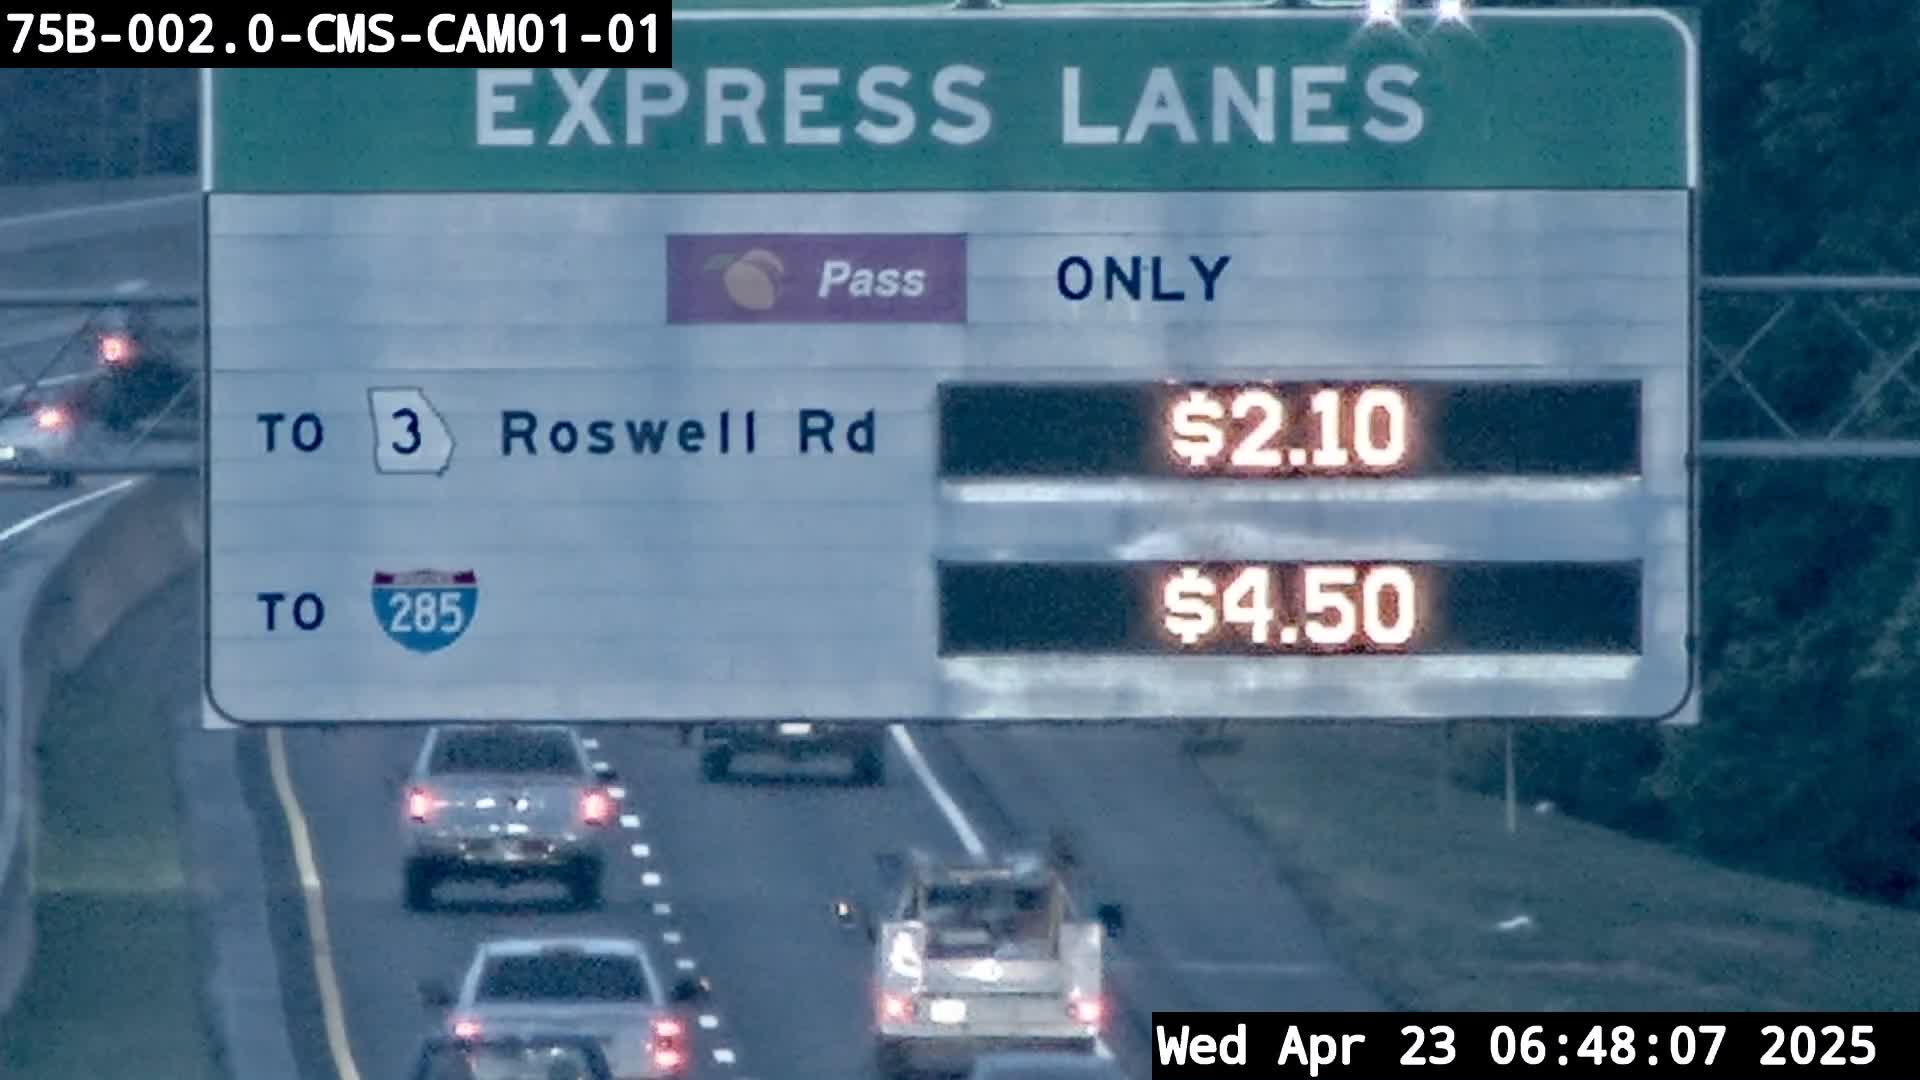 75B-002.0-CMS-CAM01-01
EXPRESS LANES
Pass ONLY
TO 3 Roswell Rd $2.10
TO 285 $4.50
Wed Apr 23 06:48:07 2025